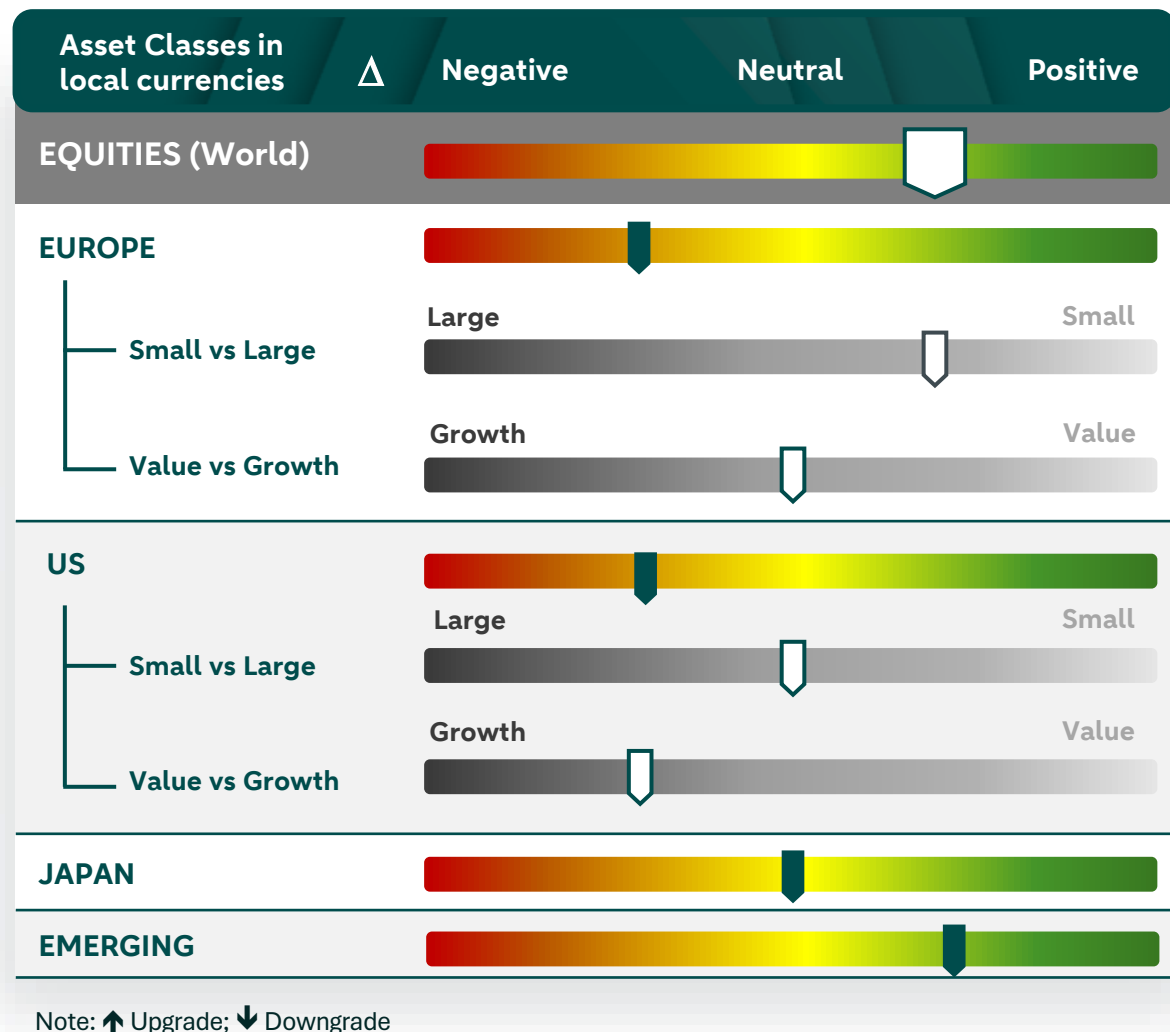 Asset Classes in
local currencies
Δ
Negative
Neutral
Positive
EQUITIES (World)
EUROPE
Large
Small
Small vs Large
Growth
Value
Value vs Growth
US
Large
Small
Small vs Large
Growth
Value
Value vs Growth
JAPAN
EMERGING
Note: ↑ Upgrade; ↓ Downgrade